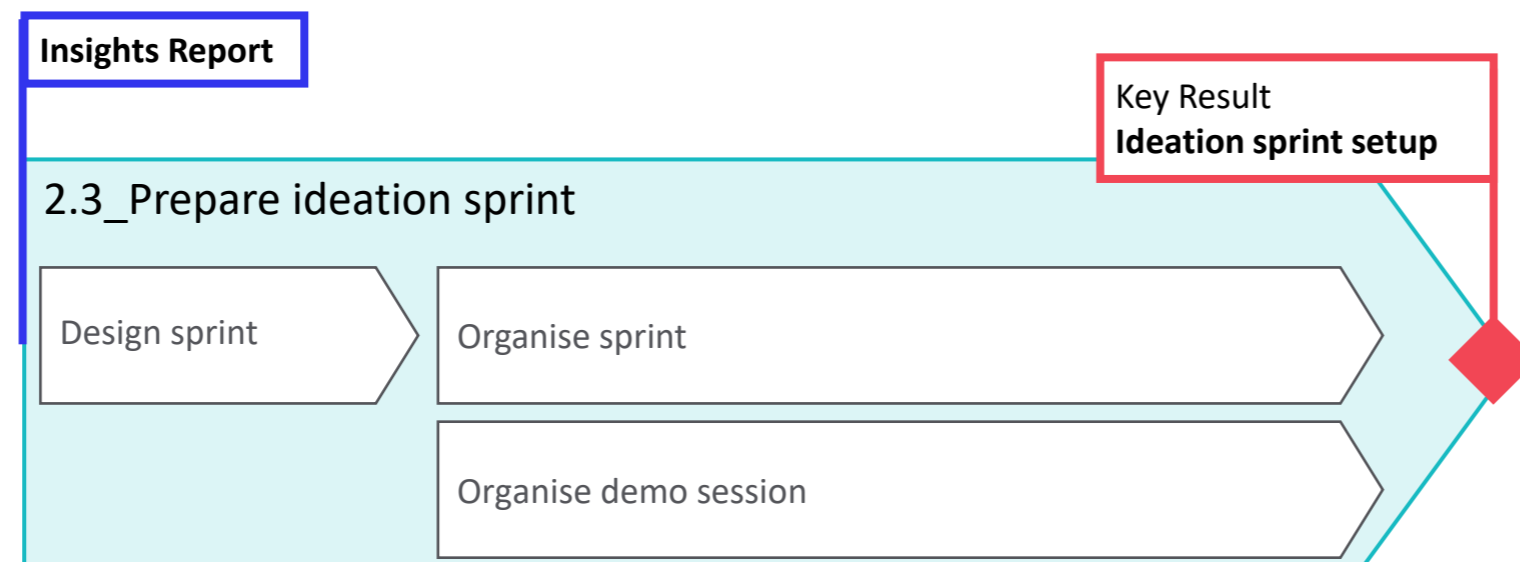 Insights Report
Key Result
Ideation sprint setup
2.3_Prepare ideation sprint
Design sprint
Organise sprint
Organise demo session